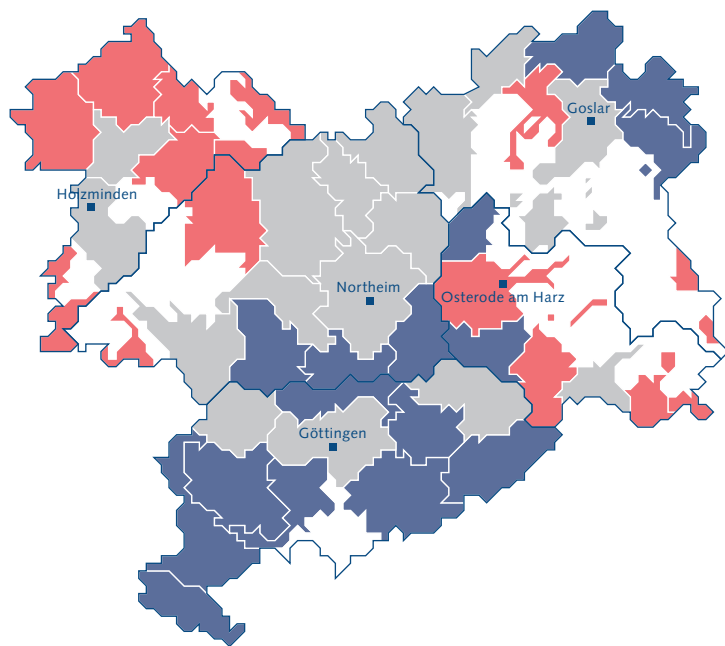 Goslar
Holzminden
Northeim
Osterode am Harz
Göttingen